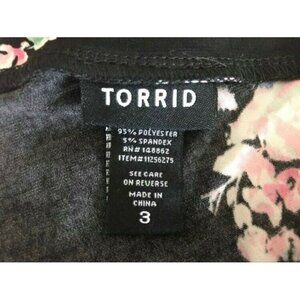 TORRID
95% POLYESTER
5% SPANDEX
RN# 148862
ITEM# 11256275
SEE CARE
ON REVERSE
MADE IN
CHINA
3